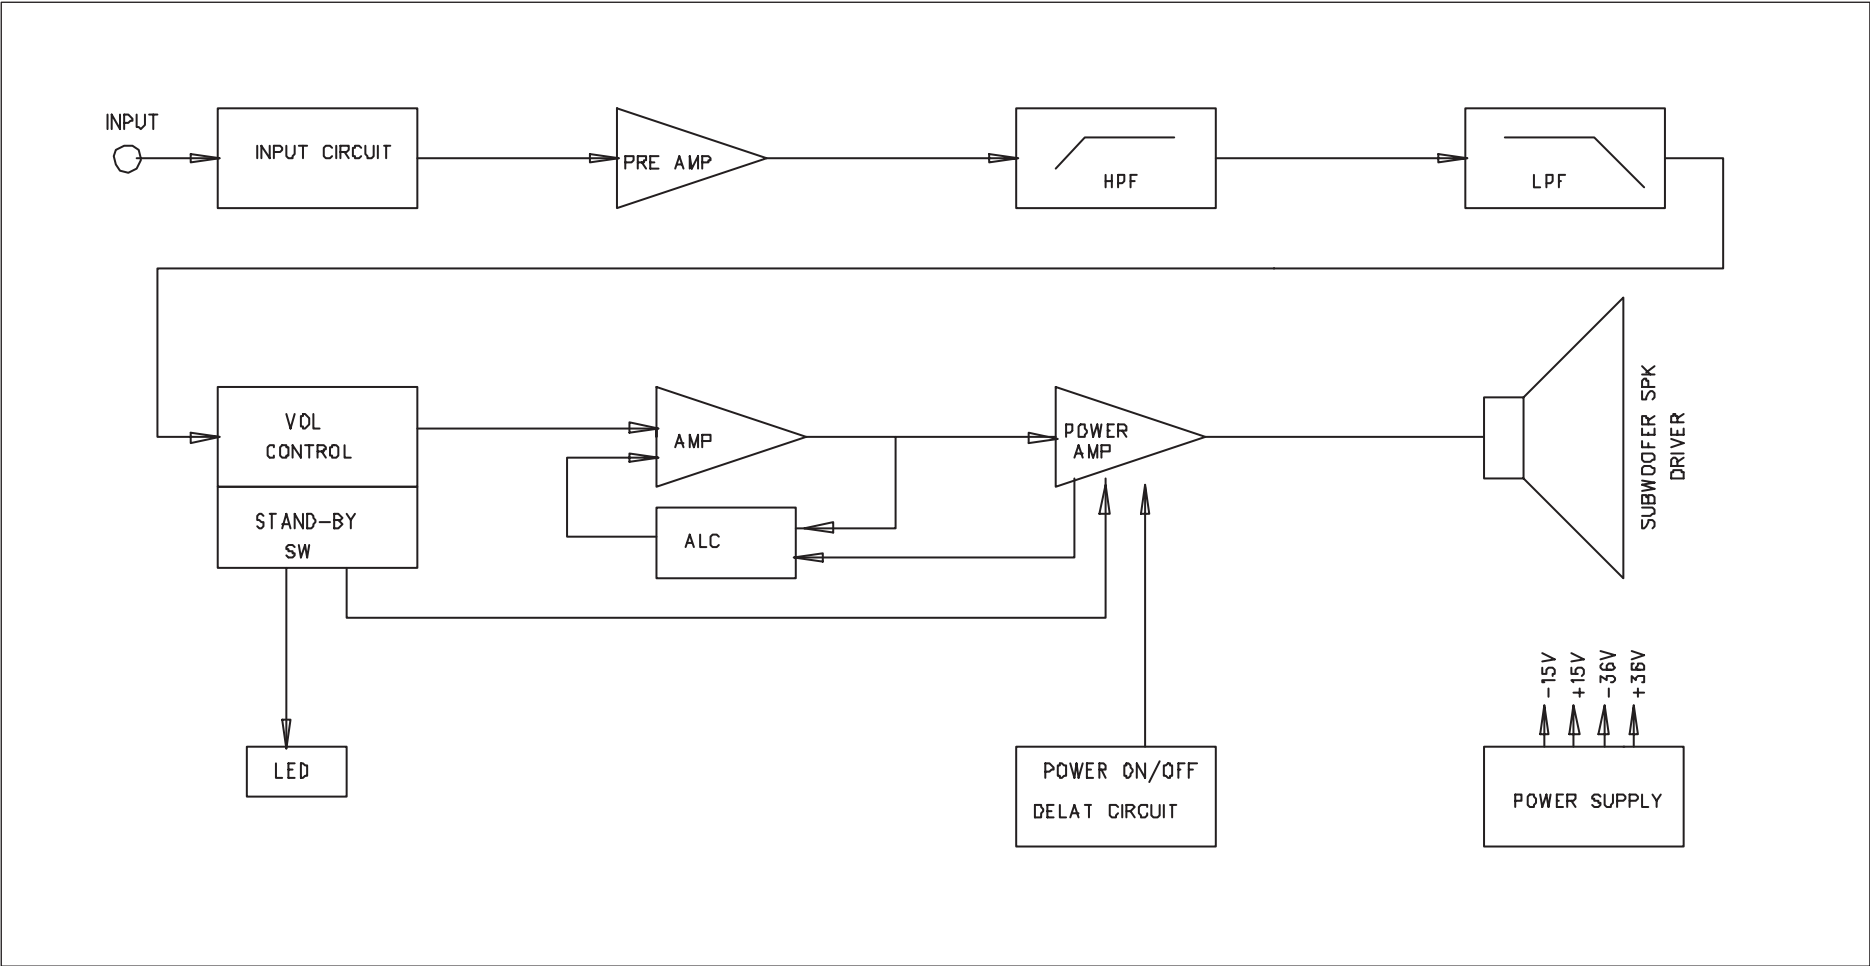 INPUT
INPUT CIRCUIT
PRE AMP
HPF
LPF
VOL
CONTROL
STAND-BY
SW
AMP
ALC
POWER
AMP
SUBWOOFER SPK
DRIVER
LED
POWER ON/OFF
DELAT CIRCUIT
-15V
+15V
-36V
+36V
POWER SUPPLY